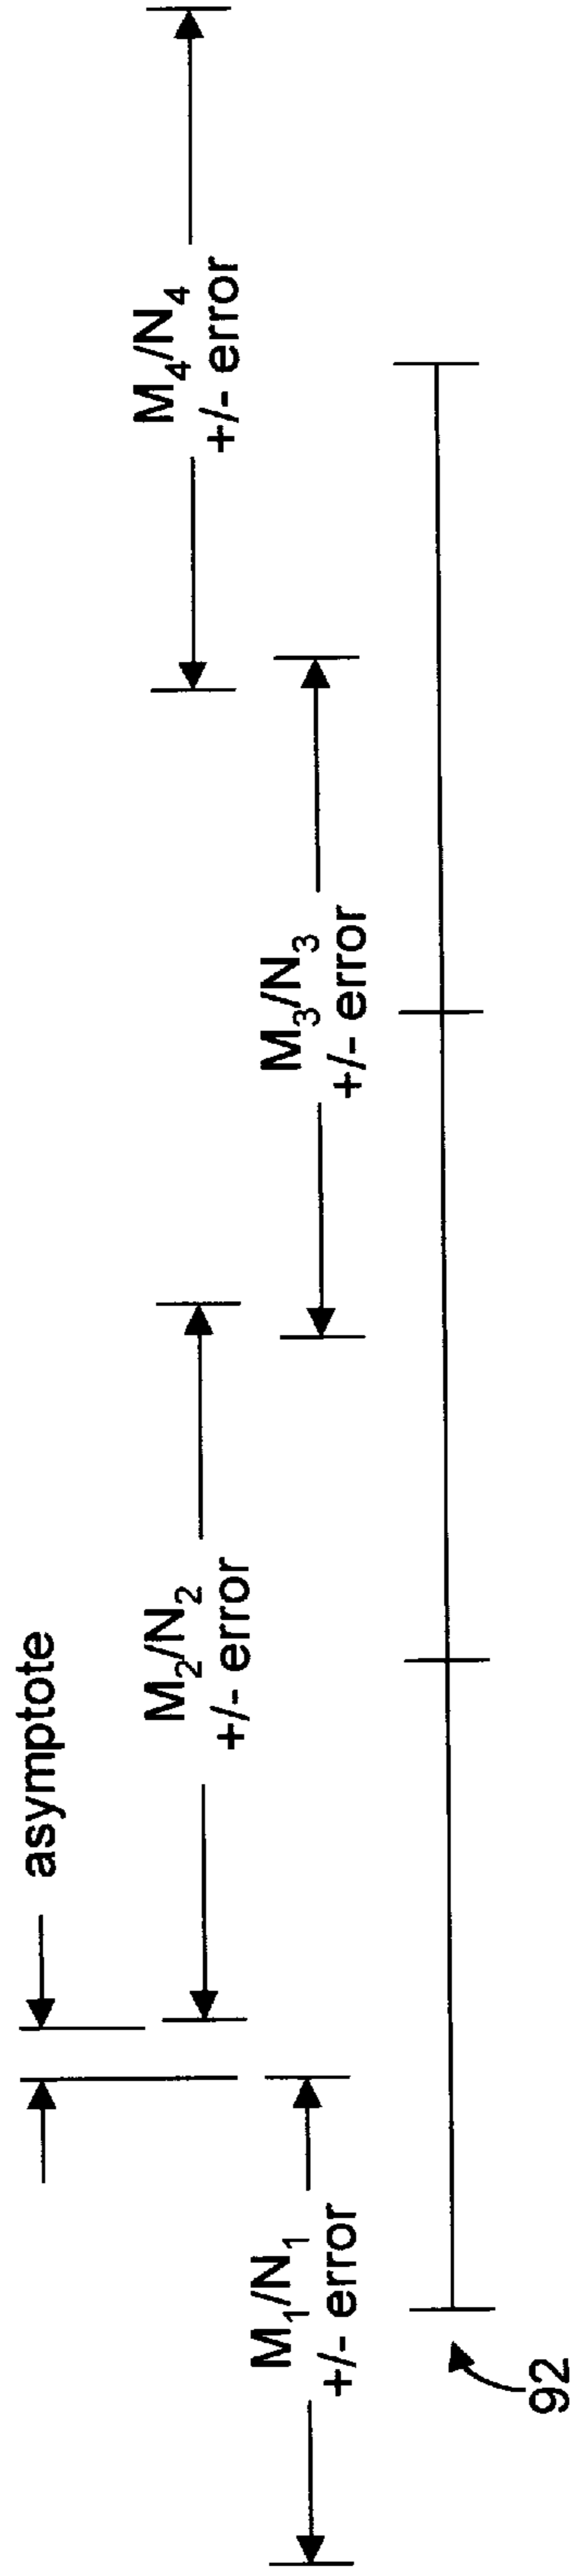 asymptote
M₁/N₁
+/- error
M₂/N₂
+/- error
M₃/N₃
+/- error
M₄/N₄
+/- error
92